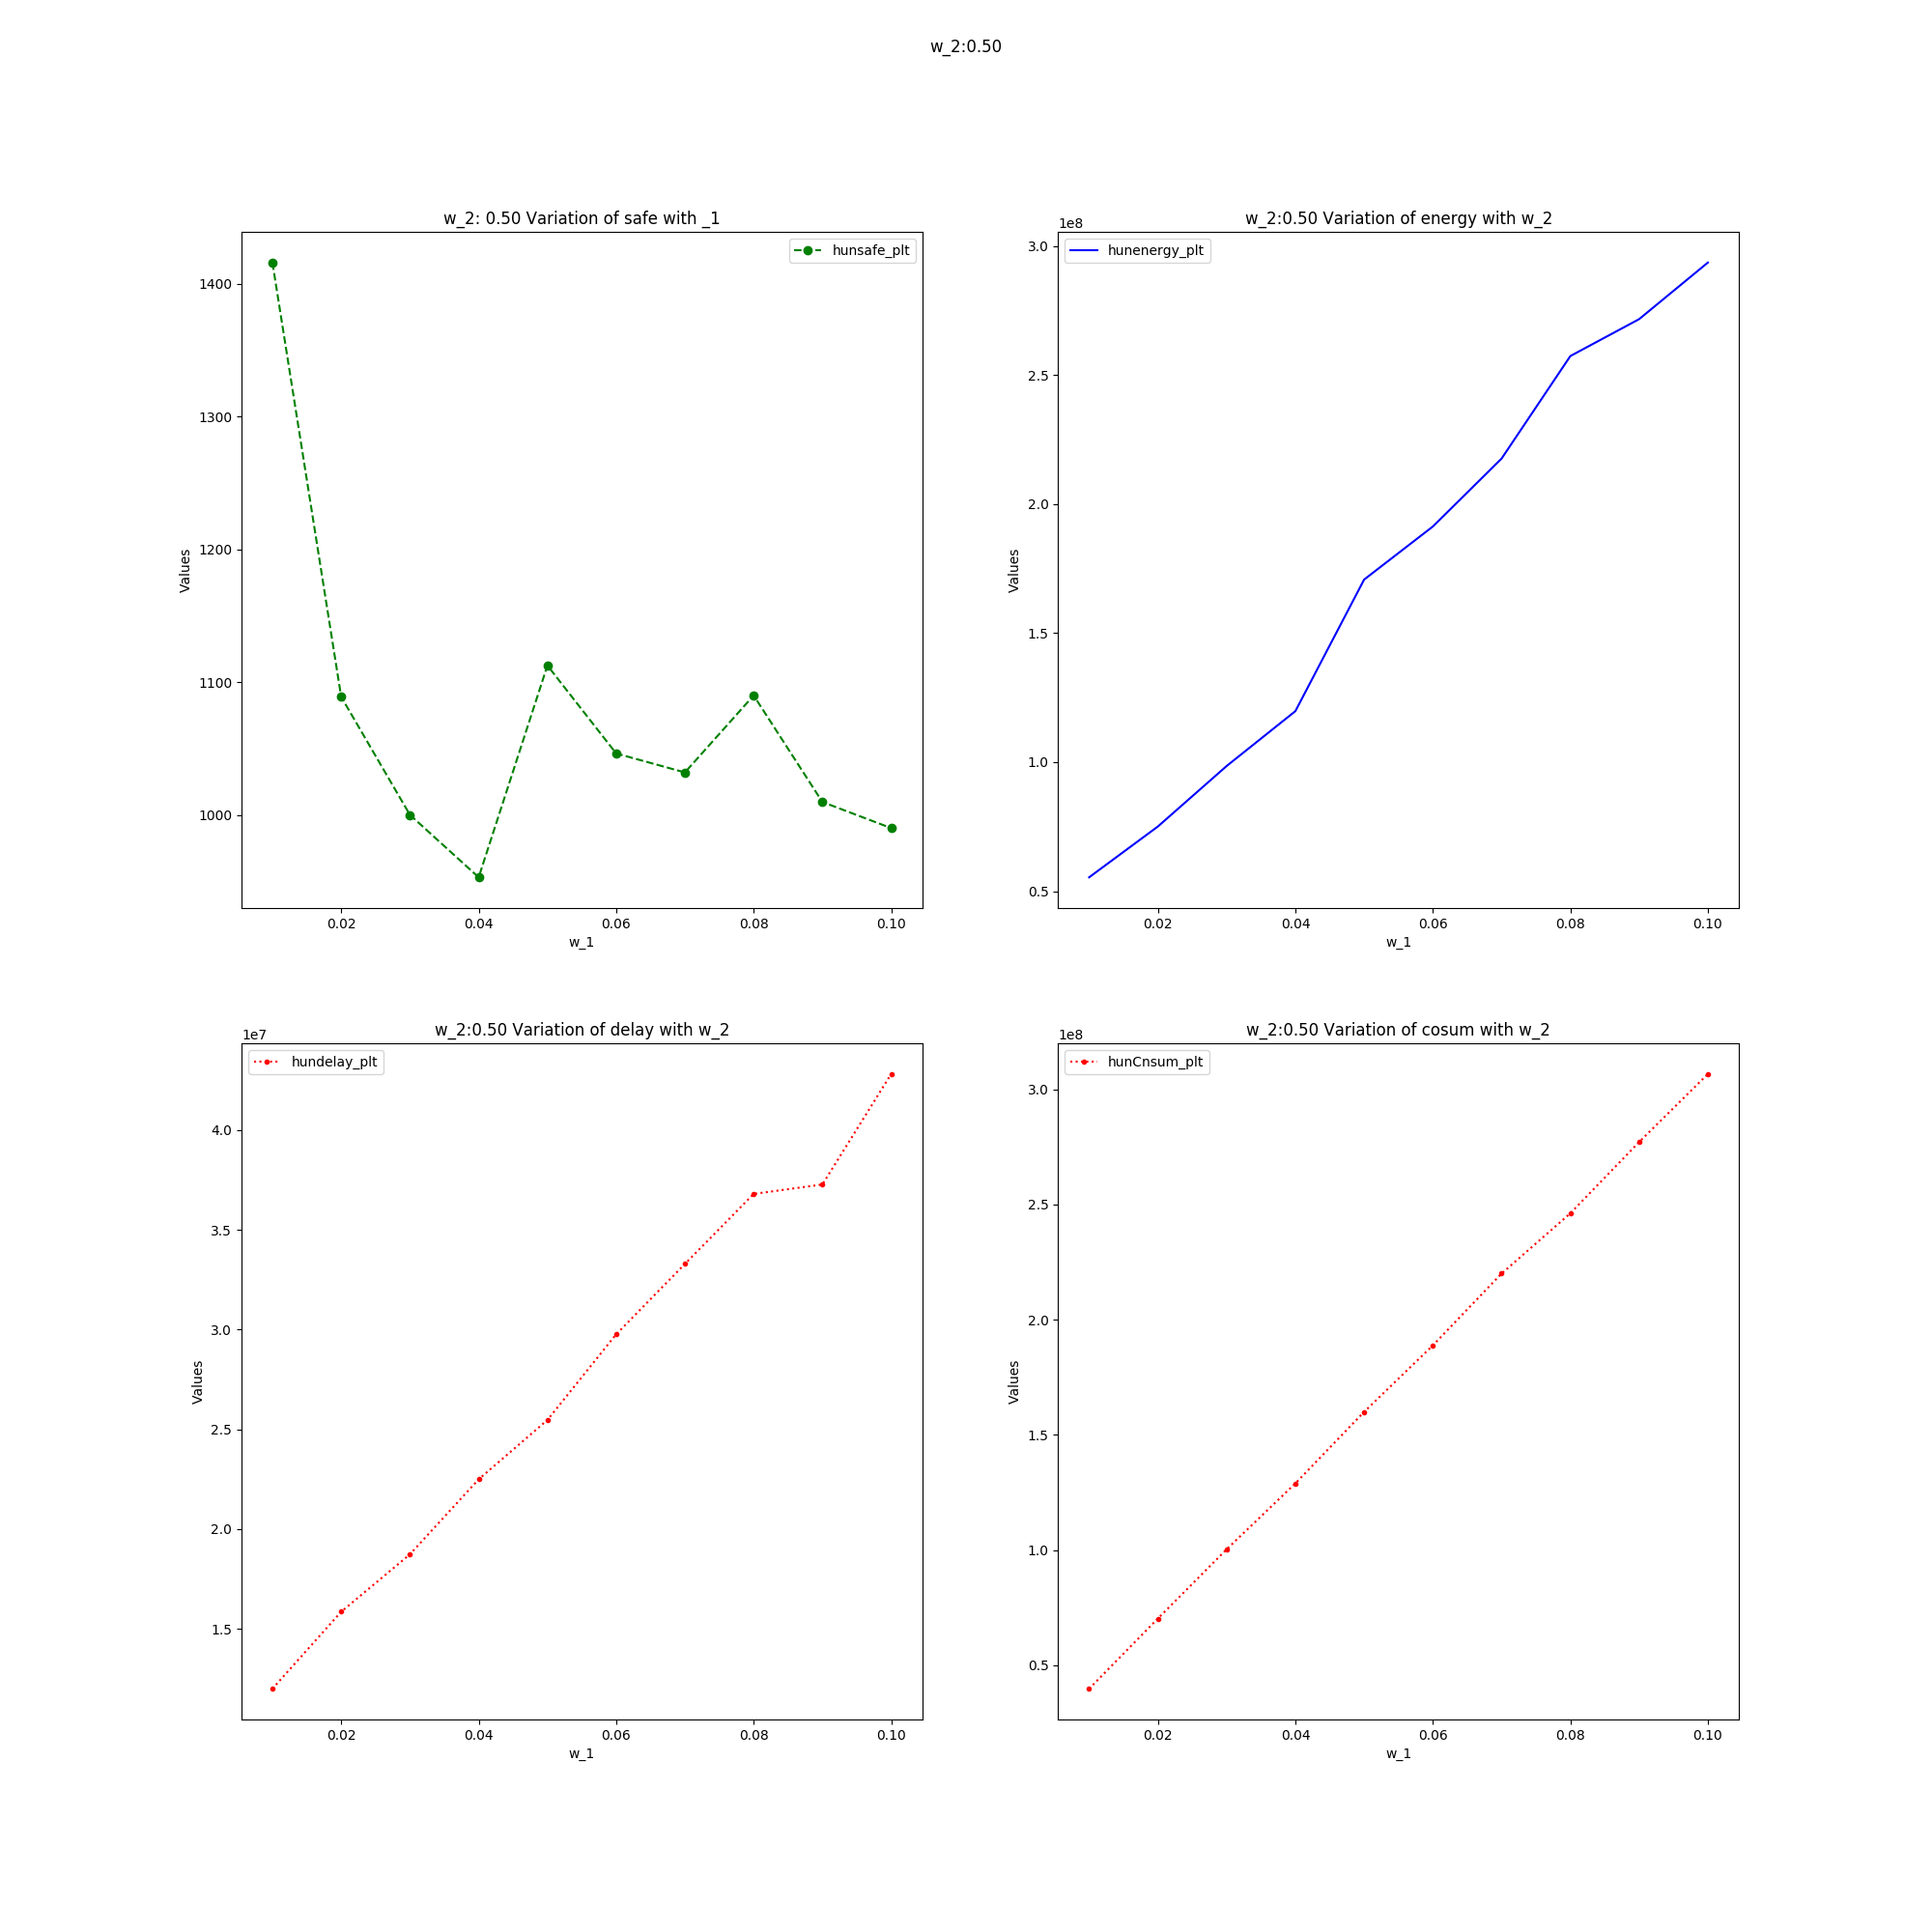 w_2:0.50
w_2: 0.50 Variation of safe with _1
hunsafe_plt
1400
1300
1200
1100
1000
Values
0.02 0.04 0.06 0.08 0.10
w_1
w_2:0.50 Variation of energy with w_2
1e8
hunenergy_plt
3.0
2.5
2.0
1.5
1.0
0.5
Values
0.02 0.04 0.06 0.08 0.10
w_1
w_2:0.50 Variation of delay with w_2
1e7
hundelay_plt
4.0
3.5
3.0
2.5
2.0
1.5
Values
0.02 0.04 0.06 0.08 0.10
w_1
w_2:0.50 Variation of cosum with w_2
1e8
hunCnsum_plt
3.0
2.5
2.0
1.5
1.0
0.5
Values
0.02 0.04 0.06 0.08 0.10
w_1